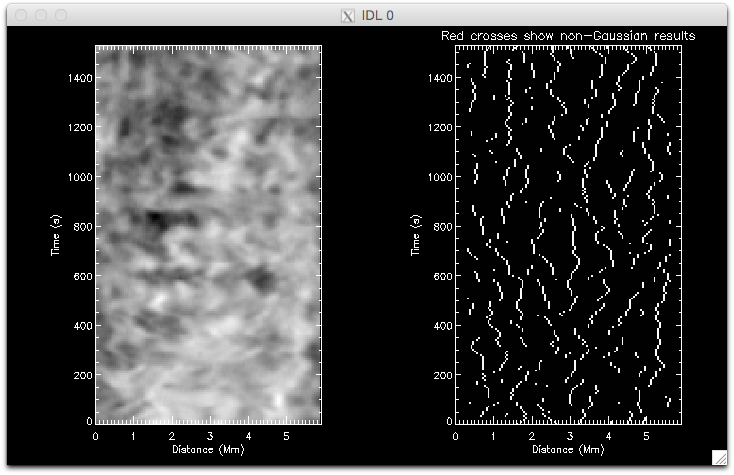 IDL 0
Red crosses show non-Gaussian results
1400
1200
1000
800
600
400
200
0
Time (s)
0 1 2 3 4 5
Distance (Mm)
1400
1200
1000
800
600
400
200
0
Time (s)
0 1 2 3 4 5
Distance (Mm)